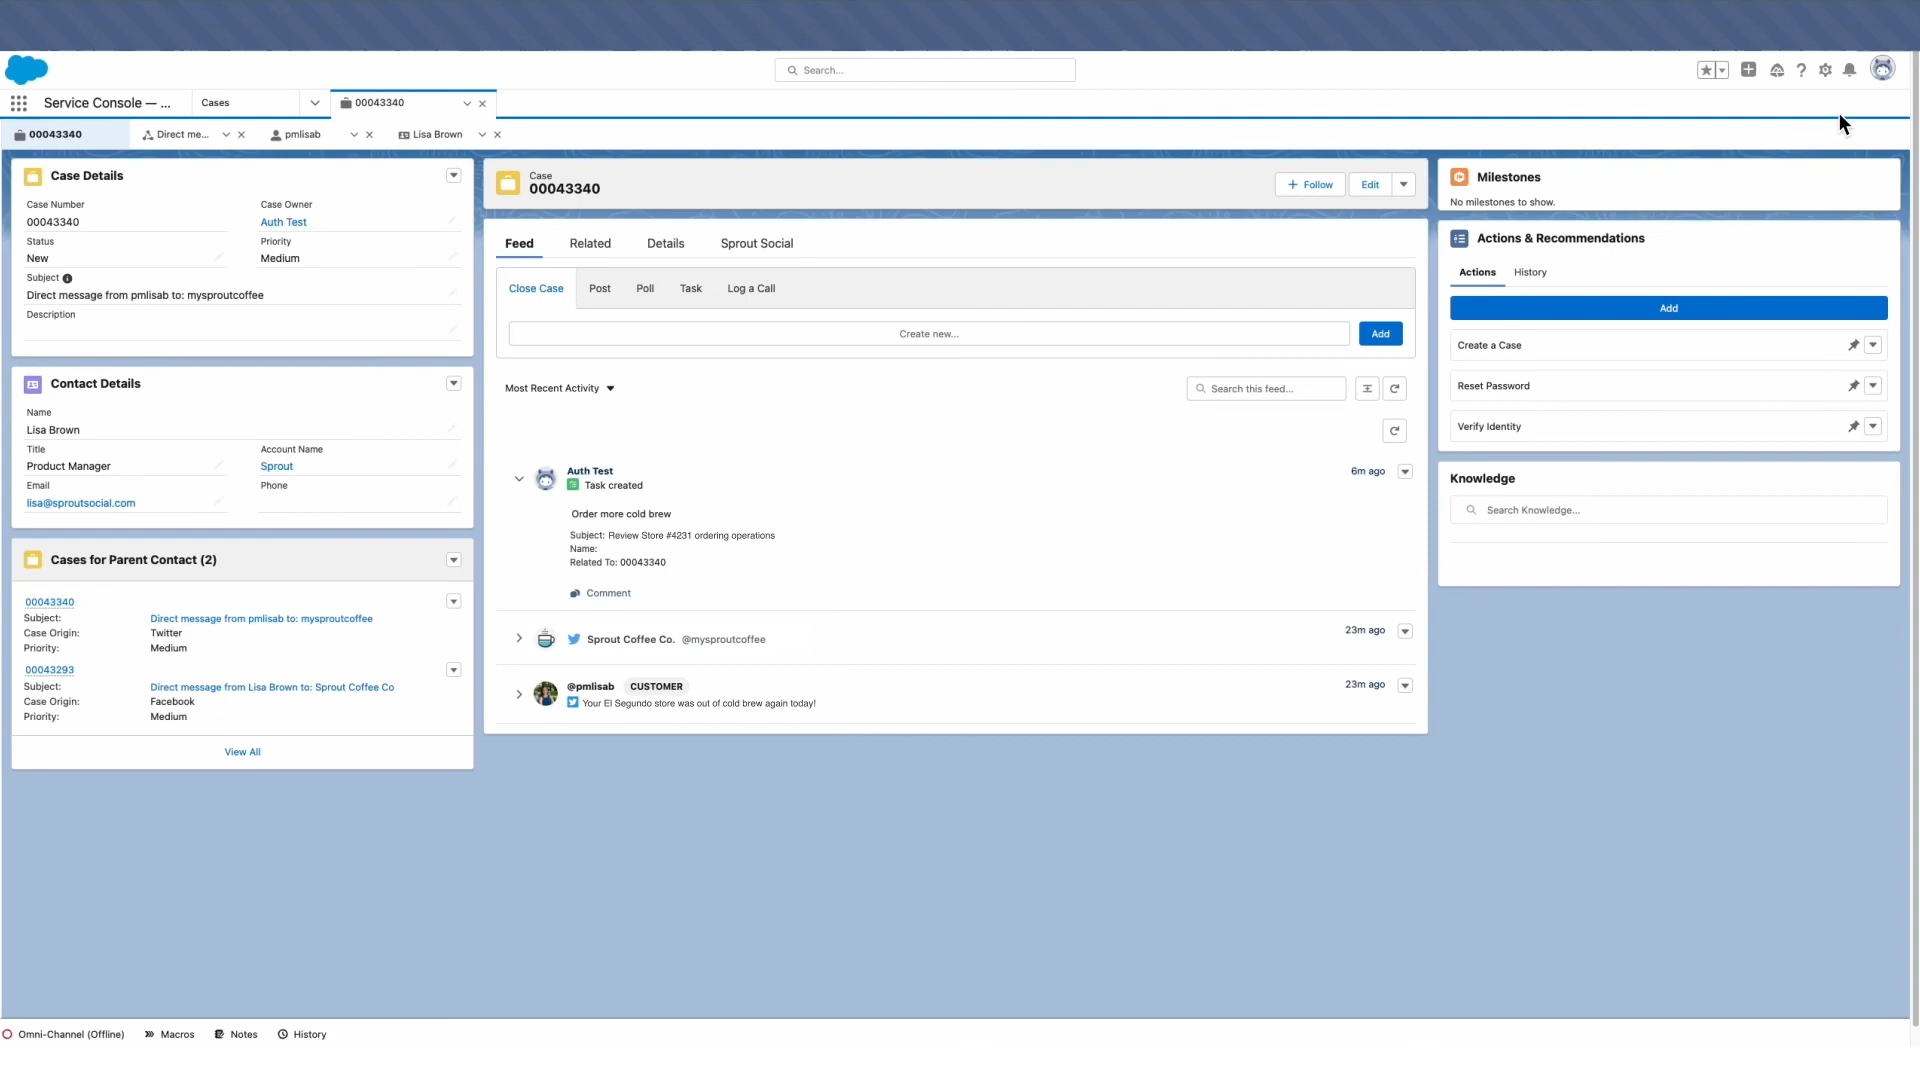 Search...
Service Console — ...
Cases
00043340
00043340
Direct me...
pmlisab
Lisa Brown
Case Details
Case Number
Case Owner
00043340
Auth Test
Status
Priority
New
Medium
Subject
Direct message from pmlisab to: mysproutcoffee
Description
Contact Details
Name
Lisa Brown
Title
Account Name
Product Manager
Sprout
Email
Phone
lisa@sproutsocial.com
Cases for Parent Contact (2)
00043340
Subject: Direct message from pmlisab to: mysproutcoffee
Case Origin: Twitter
Priority: Medium
00043293
Subject: Direct message from Lisa Brown to: Sprout Coffee Co
Case Origin: Facebook
Priority: Medium
View All
Case
00043340
Follow
Edit
Feed
Related
Details
Sprout Social
Close Case
Post
Poll
Task
Log a Call
Create new...
Add
Most Recent Activity
Search this feed...
Auth Test
6m ago
Task created
Order more cold brew
Subject: Review Store #4231 ordering operations
Name:
Related To: 00043340
Comment
Sprout Coffee Co. @mysproutcoffee
23m ago
@pmlisab CUSTOMER
23m ago
Your El Segundo store was out of cold brew again today!
Milestones
No milestones to show.
Actions & Recommendations
Actions
History
Add
Create a Case
Reset Password
Verify Identity
Knowledge
Search Knowledge...
Omni-Channel (Offline)
Macros
Notes
History